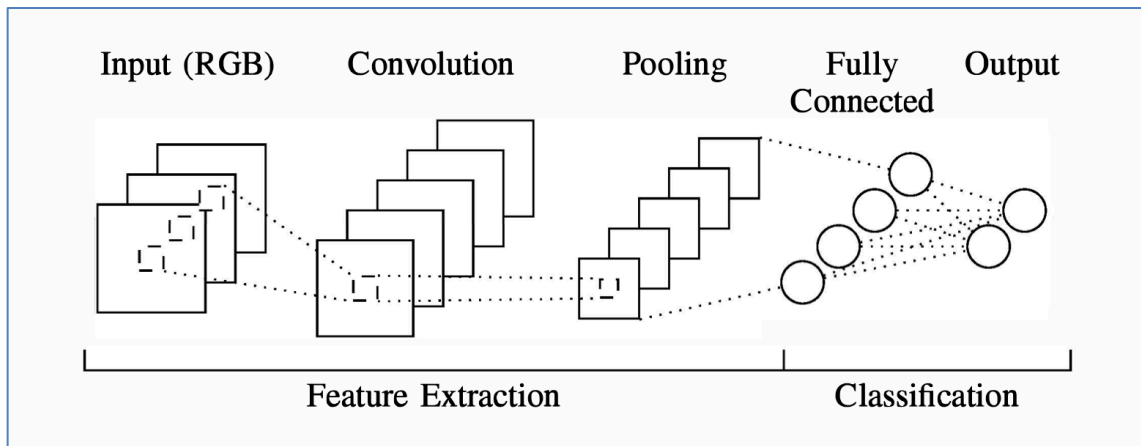 Input (RGB)
Convolution
Pooling
Fully
Connected
Output
Feature Extraction
Classification